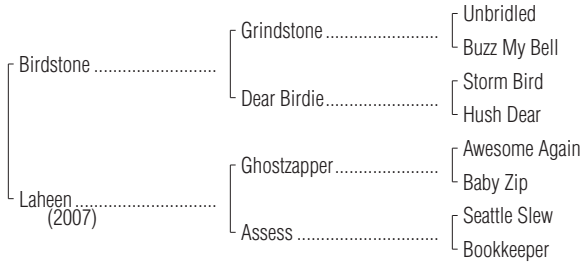 Unbridled
Grindstone
Buzz My Bell
Birdstone
Storm Bird
Dear Birdie
Hush Dear
Awesome Again
Ghostzapper
Baby Zip
Laheen
(2007)
Seattle Slew
Assess
Bookkeeper